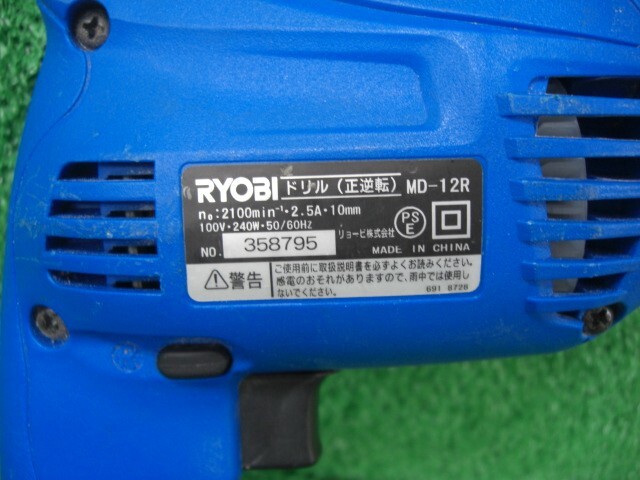 RYOBI ドリル（正逆転） MD-12R
n₀:2100min⁻¹・2.5A・10mm
100V・240W・50/60Hz リョービ株式会社 PS E
NO. 358795 MADE IN CHINA
⚠警告
ご使用前に取扱説明書を必ずよくお読みください。
感電のおそれがありますので、雨中では使用し
ないでください。
691 872B